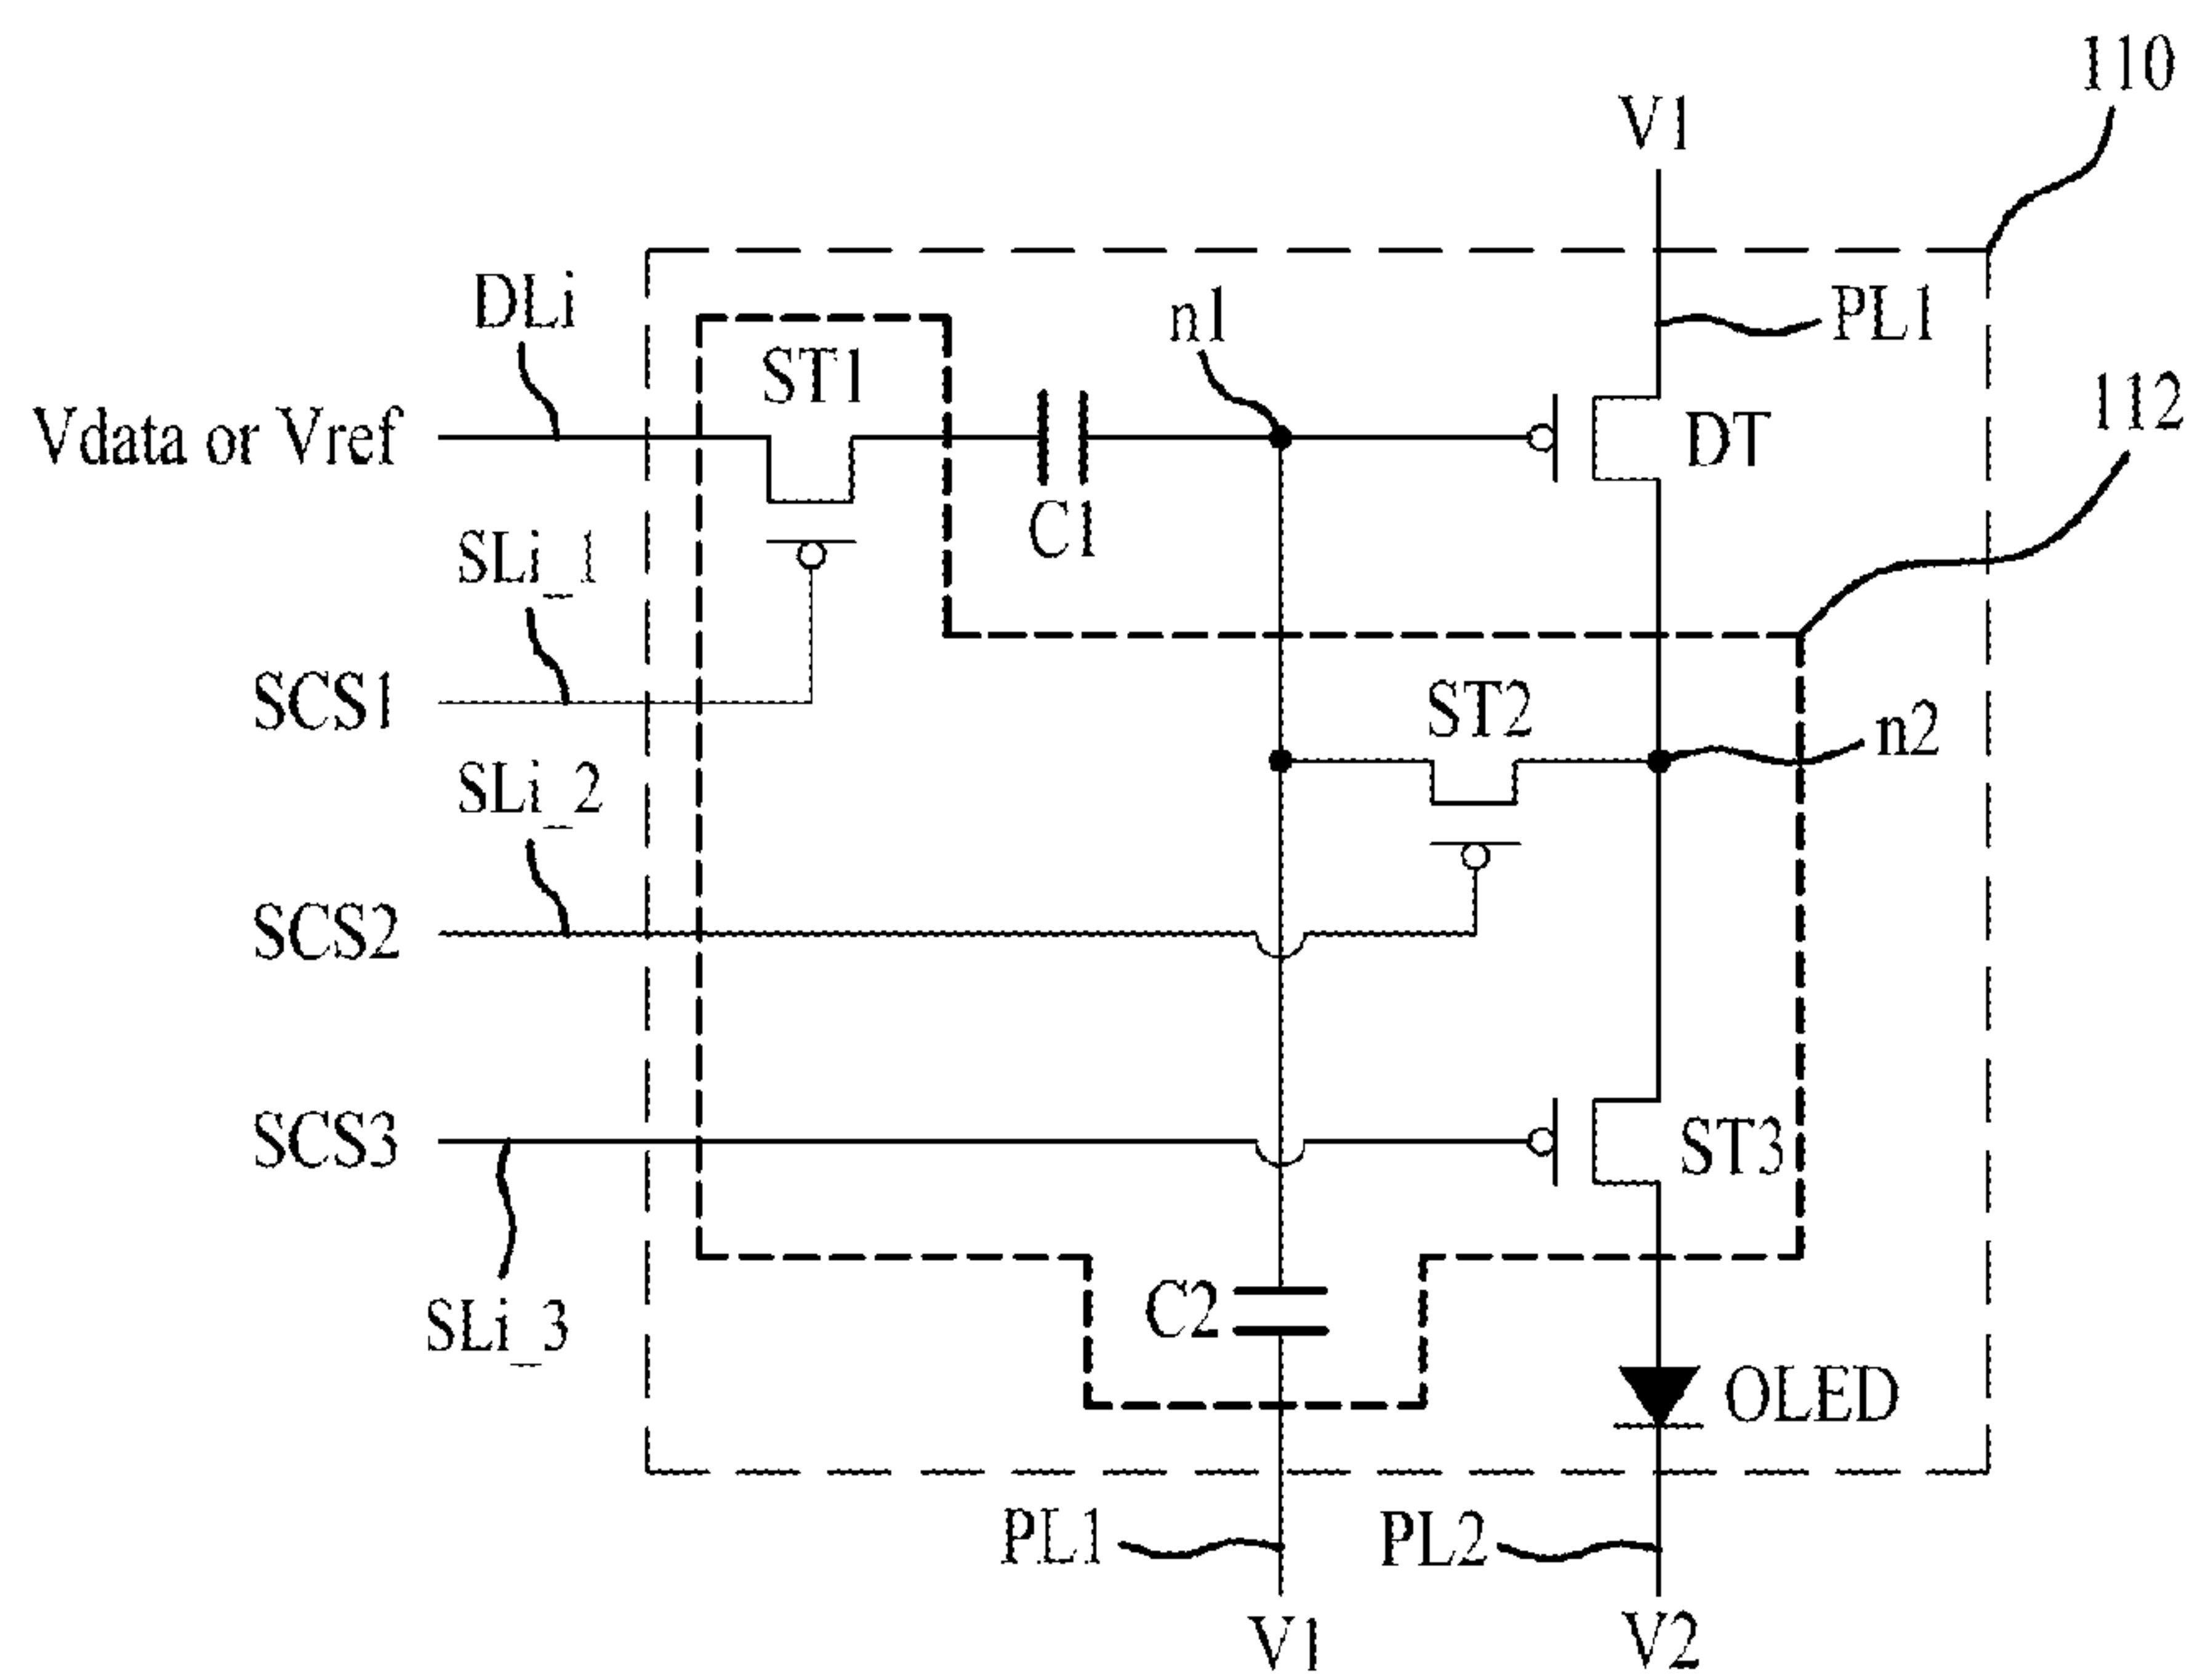 110
V1
DLi
n1
PL1
ST1
112
Vdata or Vref
DT
C1
SLi_1
SCS1
ST2
n2
SLi_2
SCS2
SCS3
ST3
C2
SLi_3
OLED
PL1
PL2
V1
V2